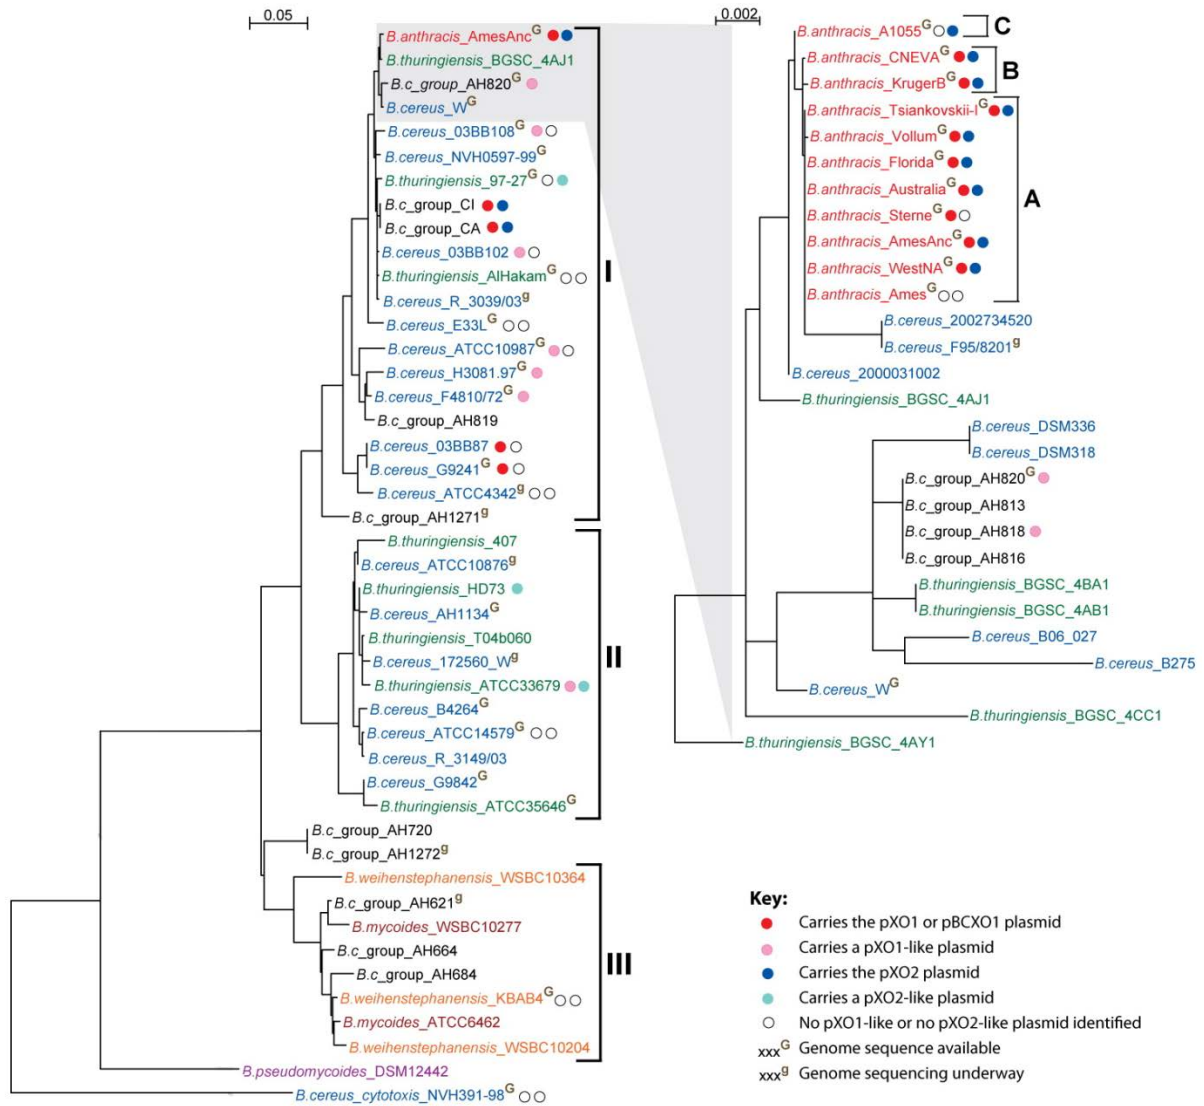 0.05
B.anthracis_AmesAnc G
B.thuringiensis_BGSC_4AJ1
B.c_group_AH820 G
B.cereus_W G
B.cereus_03BB108 G
B.cereus_NVH0597-99 G
B.thuringiensis_97-27 G
B.c_group_CI
B.c_group_CA
B.cereus_03BB102
B.thuringiensis_AlHakam G
B.cereus_R_3039/03 g
B.cereus_E33L G
B.cereus_ATCC10987 G
B.cereus_H3081.97 G
B.cereus_F4810/72 G
B.c_group_AH819
B.cereus_03BB87
B.cereus_G9241 G
B.cereus_ATCC4342 g
B.c_group_AH1271 g
I
B.thuringiensis_407
B.cereus_ATCC10876 g
B.thuringiensis_HD73
B.cereus_AH1134 G
B.thuringiensis_T04b060
B.cereus_172560_W g
B.thuringiensis_ATCC33679
B.cereus_B4264 G
B.cereus_ATCC14579 G
B.cereus_R_3149/03
B.cereus_G9842 G
B.thuringiensis_ATCC35646 G
II
B.c_group_AH720
B.c_group_AH1272 g
B.weihenstephanensis_WSBC10364
B.c_group_AH621 g
B.mycoides_WSBC10277
B.c_group_AH664
B.c_group_AH684
B.weihenstephanensis_KBAB4 G
B.mycoides_ATCC6462
B.weihenstephanensis_WSBC10204
III
B.pseudomycoides_DSM12442
B.cereus_cytotoxis_NVH391-98 G
0.002
B.anthracis_A1055 G
C
B.anthracis_CNEVA G
B.anthracis_KrugerB G
B
B.anthracis_Tsiankovskii-I G
B.anthracis_Vollum G
B.anthracis_Florida G
B.anthracis_Australia G
B.anthracis_Sterne G
B.anthracis_AmesAnc G
B.anthracis_WestNA G
B.anthracis_Ames G
A
B.cereus_2002734520
B.cereus_F95/8201 g
B.cereus_2000031002
B.thuringiensis_BGSC_4AJ1
B.cereus_DSM336
B.cereus_DSM318
B.c_group_AH820 G
B.c_group_AH813
B.c_group_AH818
B.c_group_AH816
B.thuringiensis_BGSC_4BA1
B.thuringiensis_BGSC_4AB1
B.cereus_B06_027
B.cereus_B275
B.cereus_W G
B.thuringiensis_BGSC_4CC1
B.thuringiensis_BGSC_4AY1
Key:
Carries the pXO1 or pBCXO1 plasmid
Carries a pXO1-like plasmid
Carries the pXO2 plasmid
Carries a pXO2-like plasmid
No pXO1-like or no pXO2-like plasmid identified
xxx G Genome sequence available
xxx g Genome sequencing underway